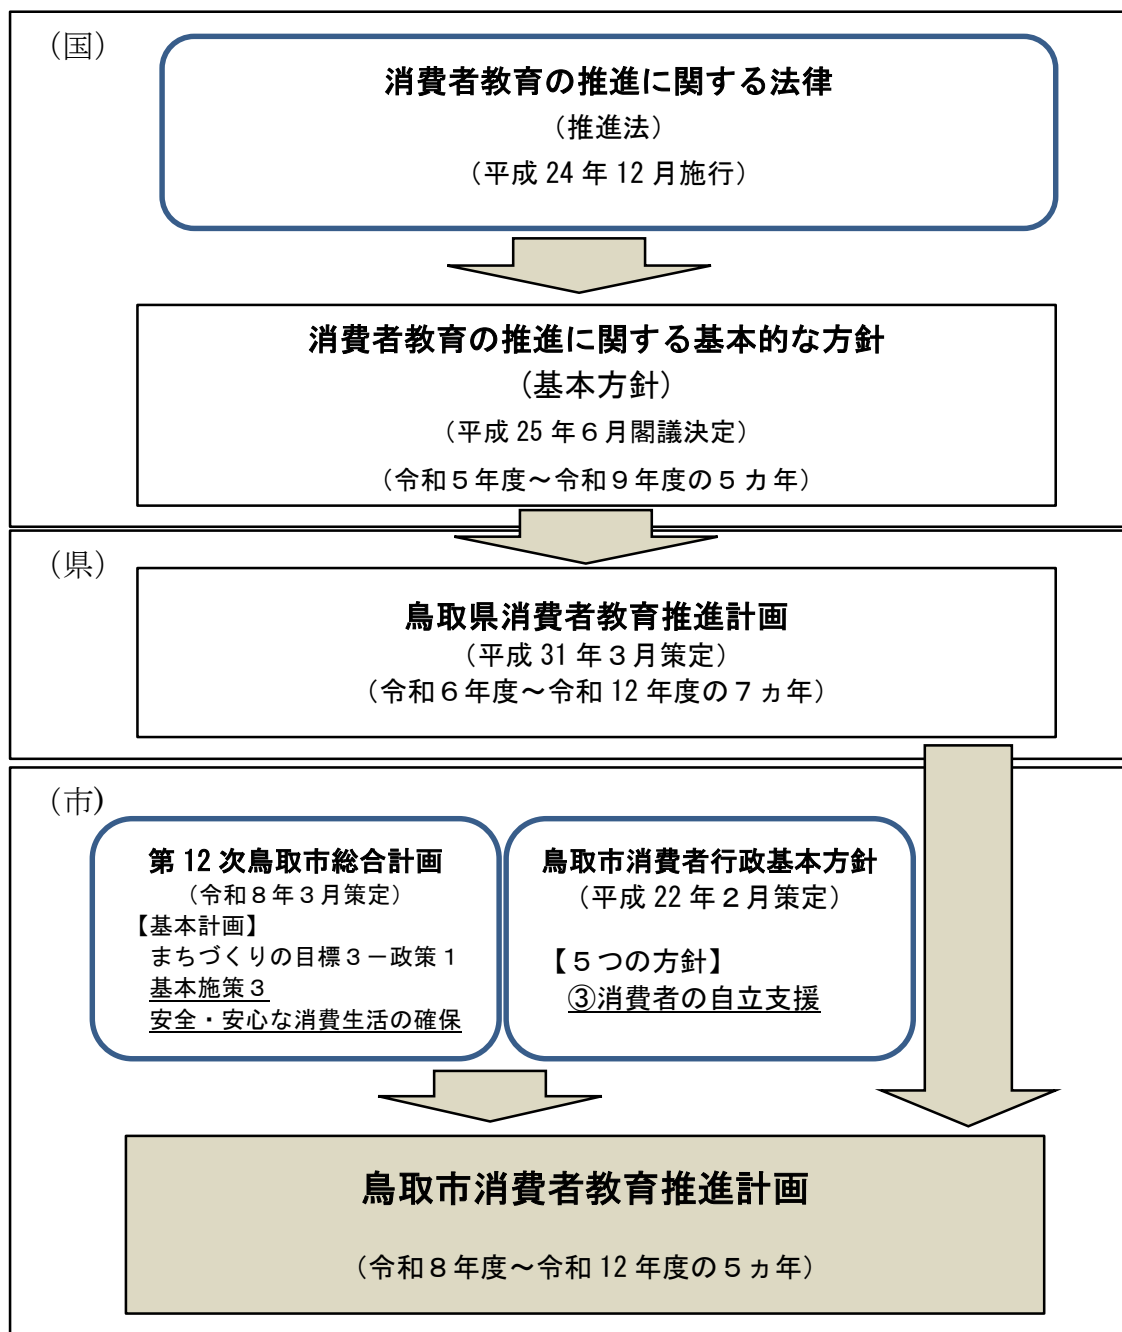 （国）
消費者教育の推進に関する法律
（推進法）
（平成 24 年 12 月施行）
消費者教育の推進に関する基本的な方針
（基本方針）
（平成 25 年６月閣議決定）
（令和５年度～令和９年度の５カ年）
（県）
鳥取県消費者教育推進計画
（平成 31 年３月策定）
（令和６年度～令和 12 年度の７ヵ年）
（市）
第 12 次鳥取市総合計画
（令和８年３月策定）
【基本計画】
まちづくりの目標３－政策１
基本施策３
安全・安心な消費生活の確保
鳥取市消費者行政基本方針
（平成 22 年２月策定）
【５つの方針】
③消費者の自立支援
鳥取市消費者教育推進計画
（令和８年度～令和 12 年度の５ヵ年）